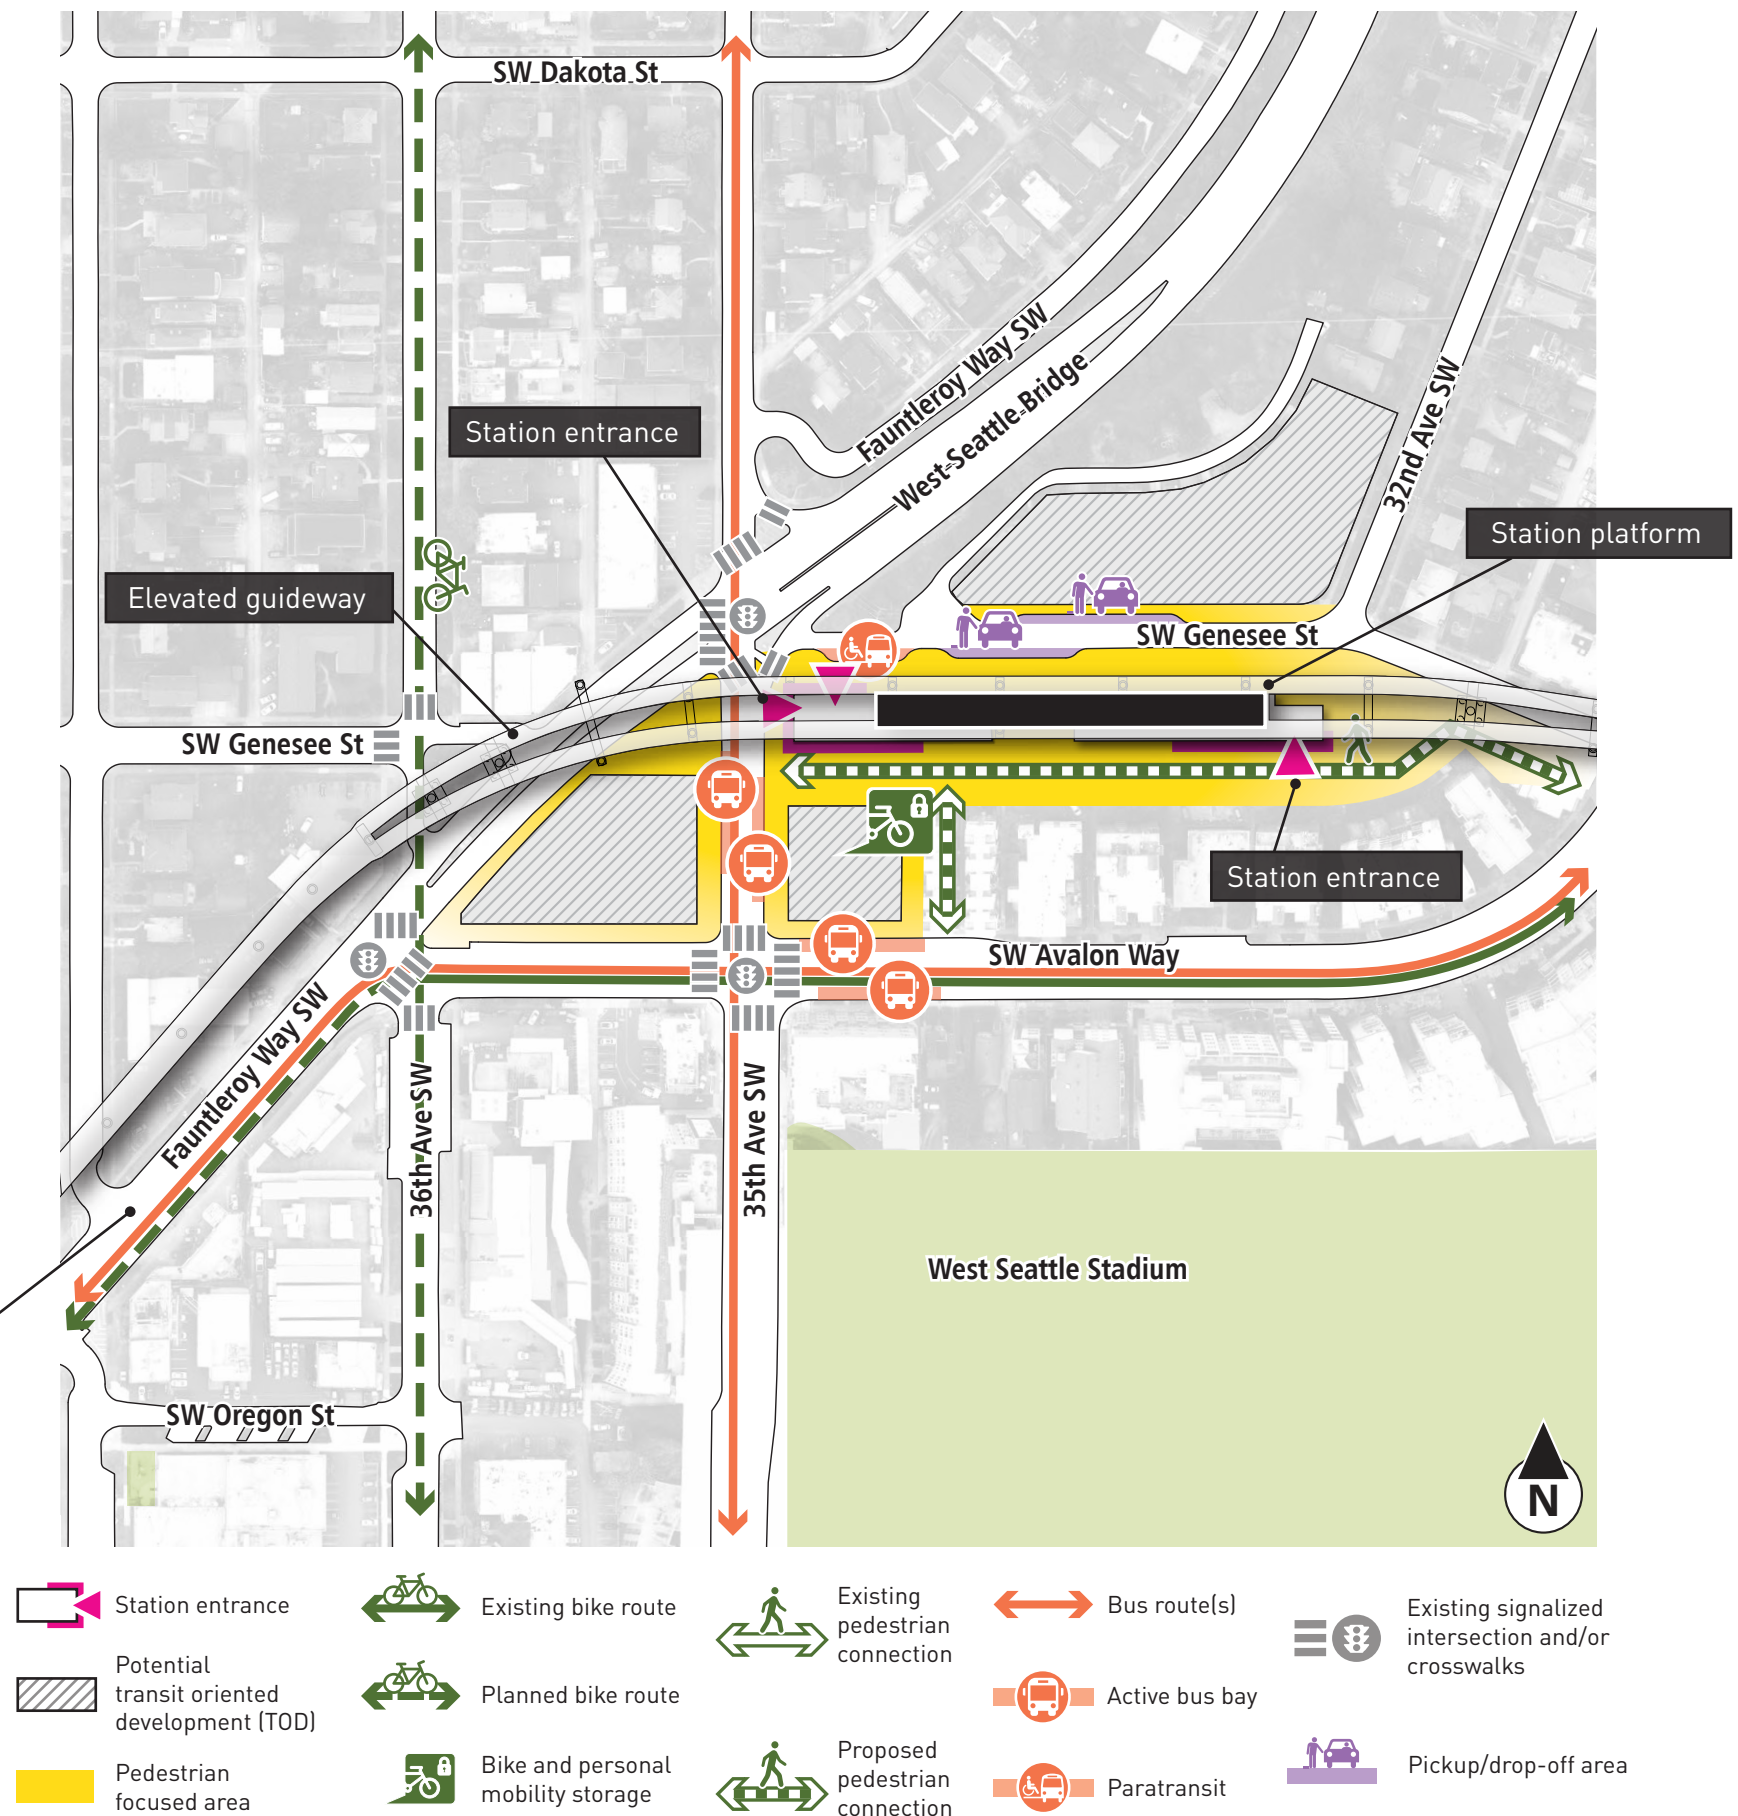 SW Dakota St
Fauntleroy Way SW
West Seattle Bridge
32nd Ave SW
Station entrance
Station platform
Elevated guideway
SW Genesee St
SW Genesee St
Station entrance
SW Avalon Way
Fauntleroy Way SW
36th Ave SW
35th Ave SW
West Seattle Stadium
SW Oregon St
N
Station entrance
Potential
transit oriented
development (TOD)
Pedestrian
focused area
Existing bike route
Planned bike route
Bike and personal
mobility storage
Existing
pedestrian
connection
Proposed
pedestrian
connection
Bus route(s)
Active bus bay
Paratransit
Existing signalized
intersection and/or
crosswalks
Pickup/drop-off area